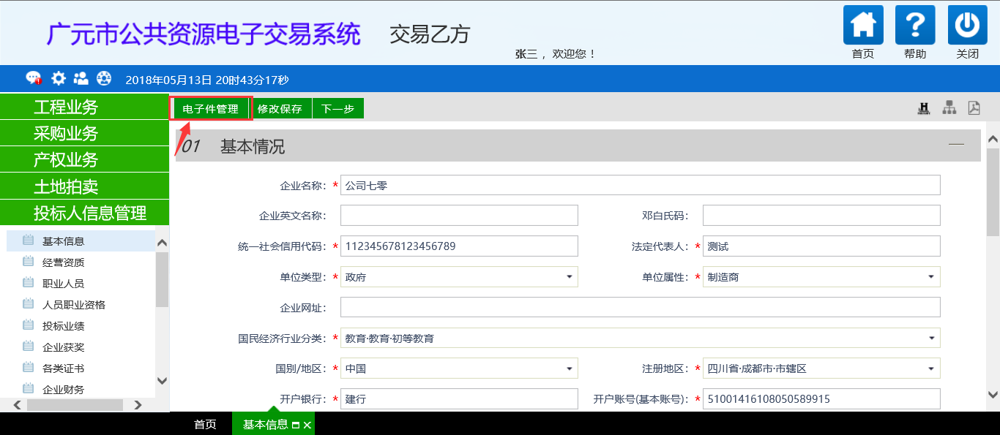 广元市公共资源电子交易系统 交易乙方
张三 ，欢迎您 ！
首页 帮助 关闭
2018年05月13日 20时43分17秒
工程业务
采购业务
产权业务
土地拍卖
投标人信息管理
基本信息
经营资质
职业人员
人员职业资格
投标业绩
企业获奖
各类证书
企业财务
电子件管理 修改保存 下一步
01 基本情况
企业名称： * 公司七零
企业英文名称： 邓白氏码：
统一社会信用代码： * 112345678123456789 法定代表人： * 测试
单位类型： * 政府 单位属性： * 制造商
企业网址：
国民经济行业分类： * 教育·教育·初等教育
国别/地区： * 中国 注册地区： * 四川省·成都市·市辖区
开户银行： * 建行 开户账号(基本账号)： * 51001416108050589915
首页 基本信息